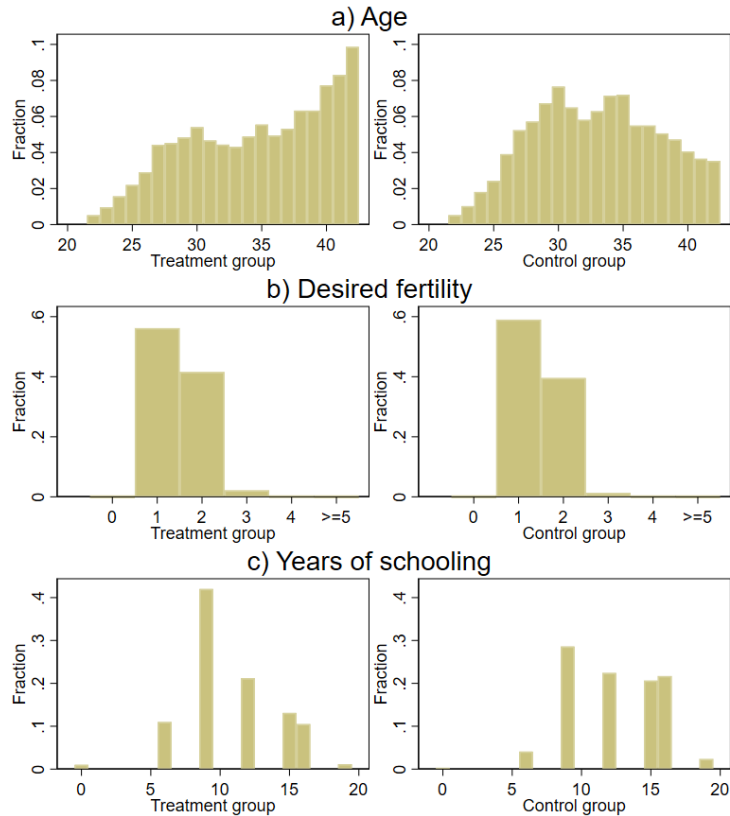 a) Age
Fraction
0 .02 .04 .06 .08 .1
20 25 30 35 40
Treatment group
Fraction
0 .02 .04 .06 .08 .1
20 25 30 35 40
Control group
b) Desired fertility
Fraction
0 .2 .4 .6
0 1 2 3 4 >=5
Treatment group
Fraction
0 .2 .4 .6
0 1 2 3 4 >=5
Control group
c) Years of schooling
Fraction
0 .1 .2 .3 .4
0 5 10 15 20
Treatment group
Fraction
0 .1 .2 .3 .4
0 5 10 15 20
Control group